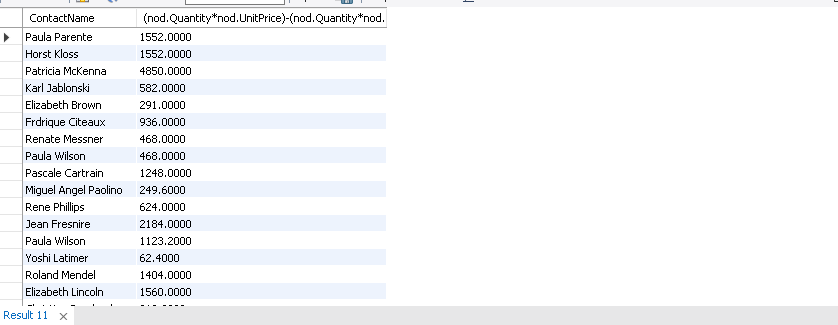 ContactName (nod.Quantity*nod.UnitPrice)-(nod.Quantity*nod.
Paula Parente 1552.0000
Horst Kloss 1552.0000
Patricia McKenna 4850.0000
Karl Jablonski 582.0000
Elizabeth Brown 291.0000
Frdrique Citeaux 936.0000
Renate Messner 468.0000
Paula Wilson 468.0000
Pascale Cartrain 1248.0000
Miguel Angel Paolino 249.6000
Rene Phillips 624.0000
Jean Fresnire 2184.0000
Paula Wilson 1123.2000
Yoshi Latimer 62.4000
Roland Mendel 1404.0000
Elizabeth Lincoln 1560.0000
Result 11